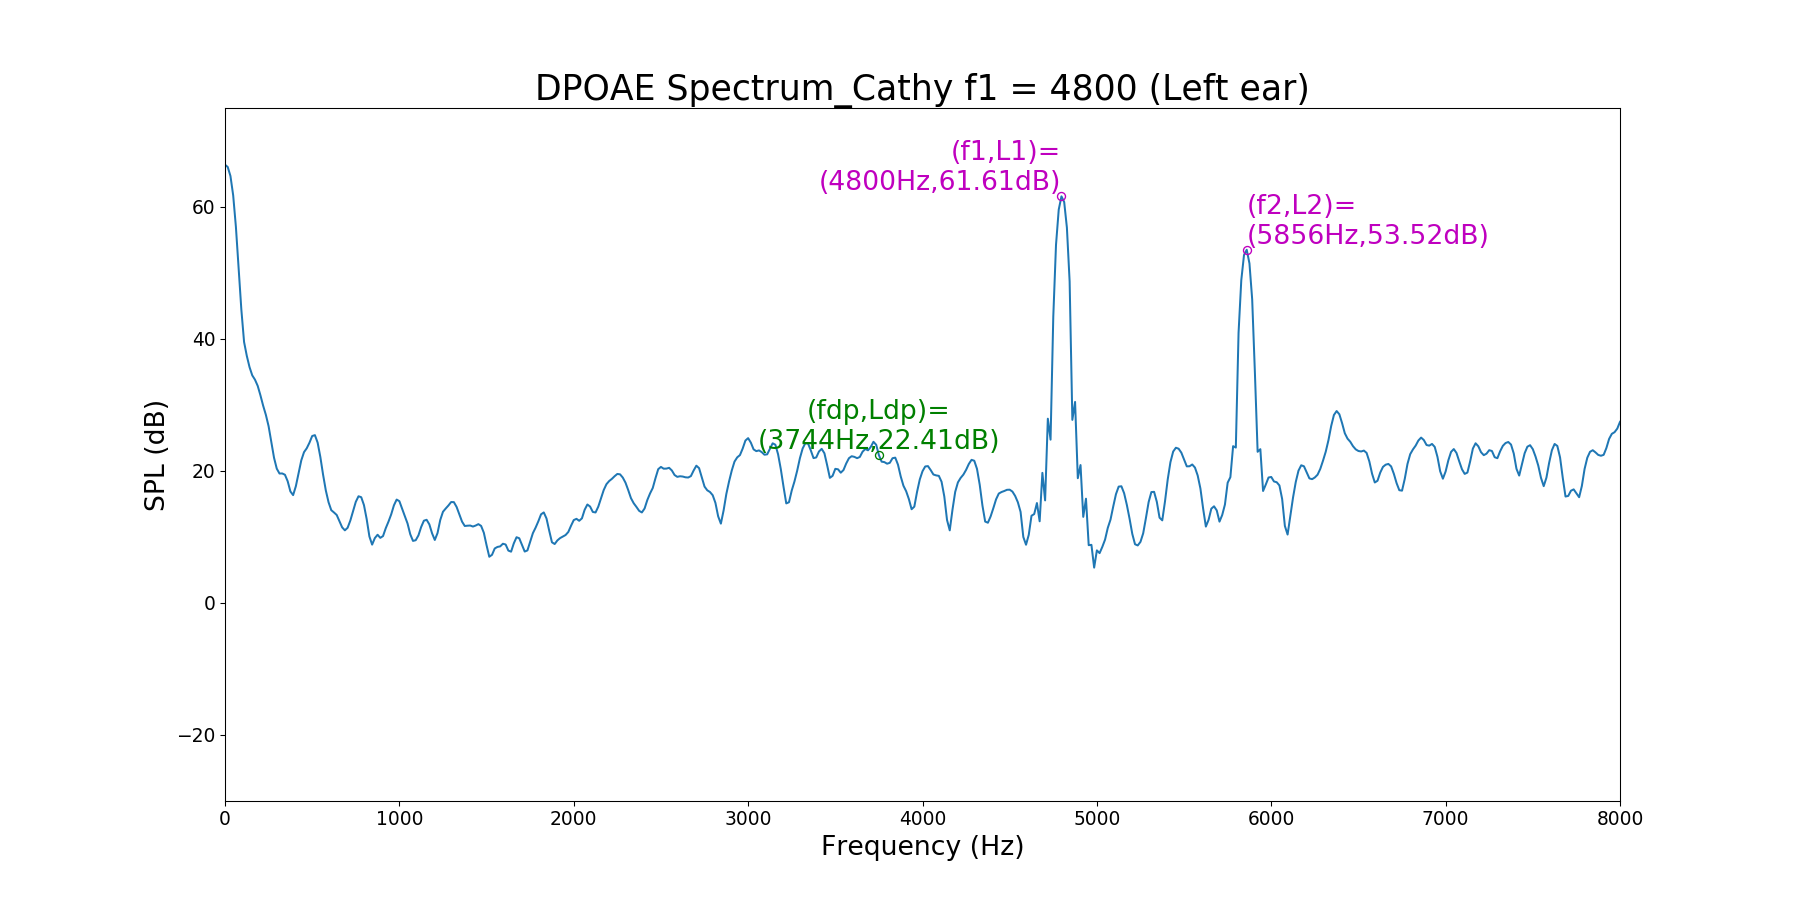 DPOAE Spectrum_Cathy f1 = 4800 (Left ear)
(f1,L1)=
(4800Hz,61.61dB)
(f2,L2)=
(5856Hz,53.52dB)
(fdp,Ldp)=
(3744Hz,22.41dB)
SPL (dB)
60
40
20
0
−20
0 1000 2000 3000 4000 5000 6000 7000 8000
Frequency (Hz)